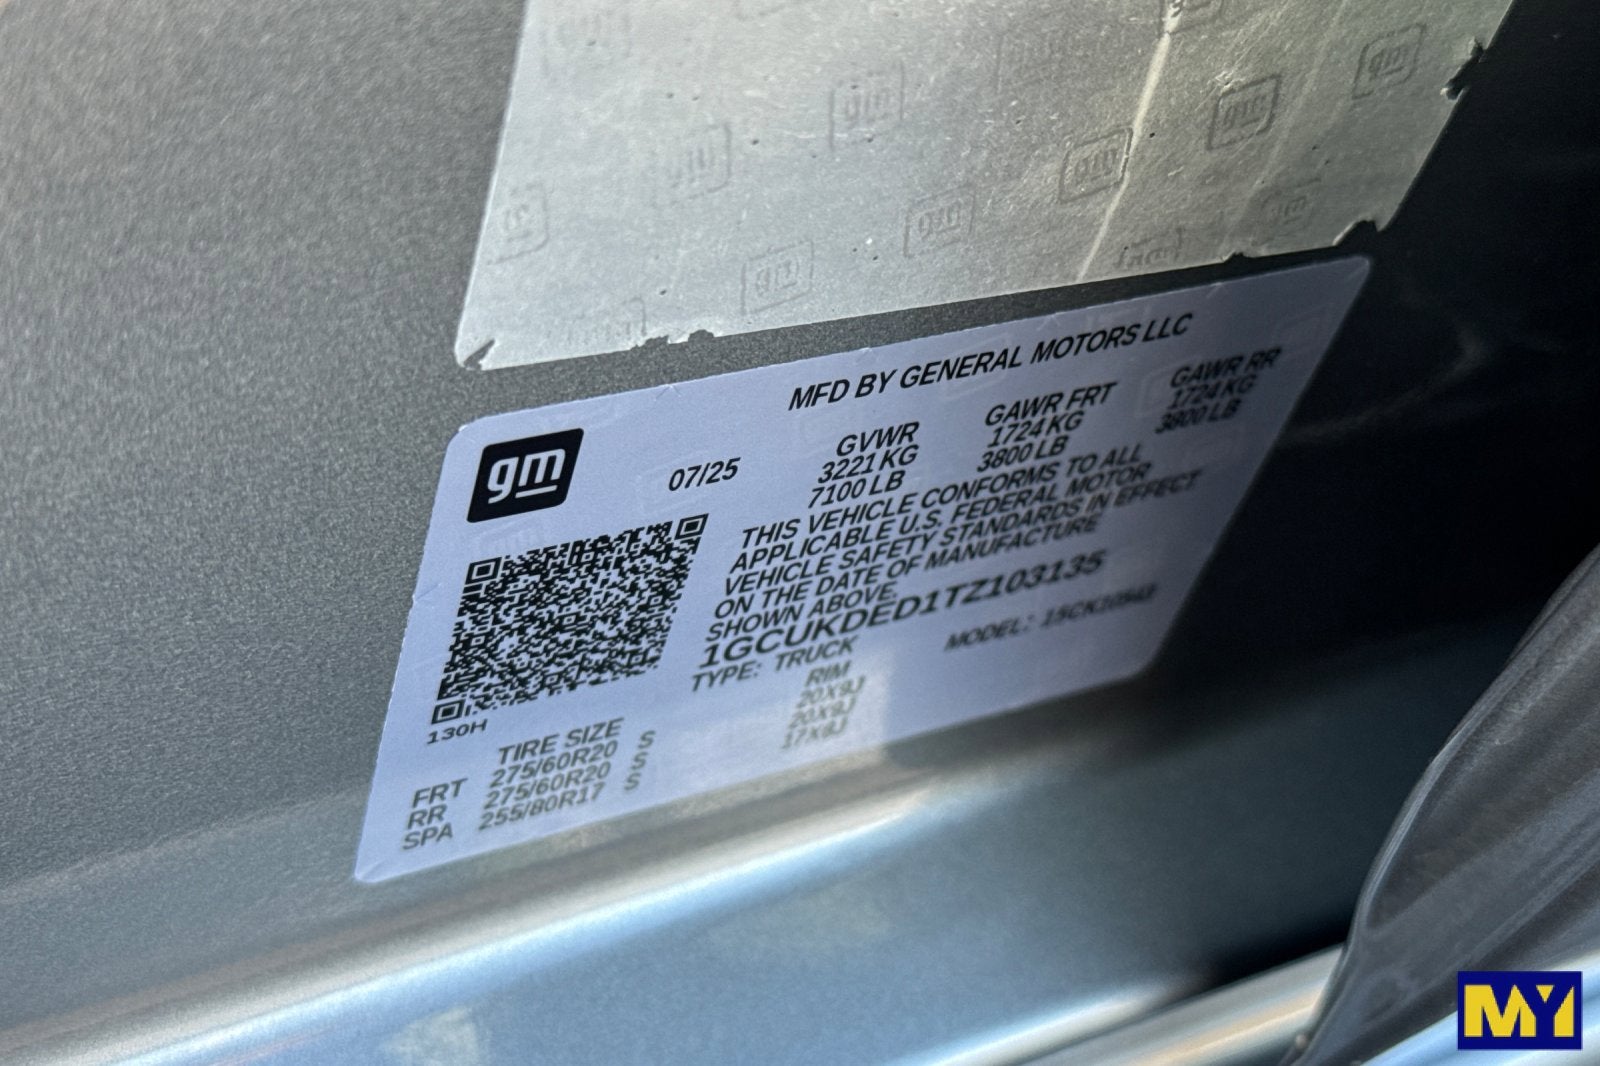 MFD BY GENERAL MOTORS LLC
gm
07/25
GVWR
3221 KG
7100 LB
GAWR FRT
1724 KG
3800 LB
GAWR RR
1724 KG
3800 LB
THIS VEHICLE CONFORMS TO ALL
APPLICABLE U.S. FEDERAL MOTOR
VEHICLE SAFETY STANDARDS IN EFFECT
ON THE DATE OF MANUFACTURE
SHOWN ABOVE.
1GCUKDED1TZ103135
TYPE: TRUCK
MODEL:
130H
TIRE SIZE RIM
FRT 275/60R20 S 20X9J
RR 275/60R20 S 20X9J
SPA 255/80R17 S 17X9J
MY